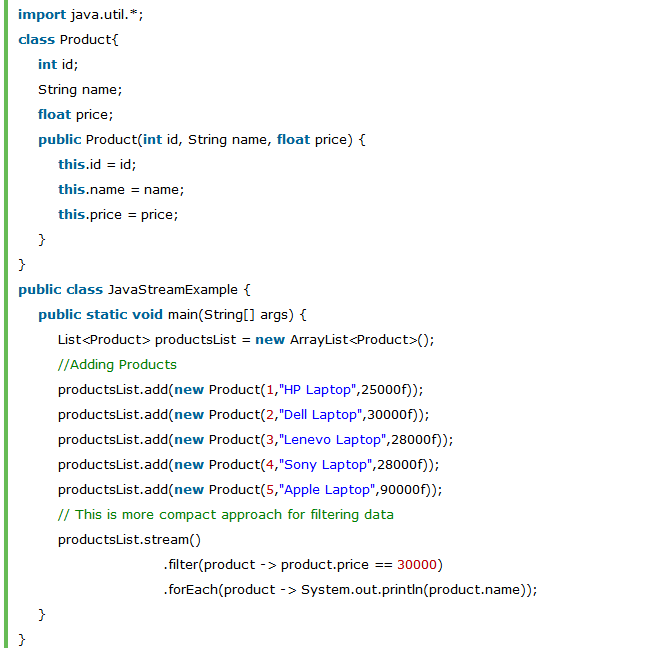 import java.util.*;
class Product{
int id;
String name;
float price;
public Product(int id, String name, float price) {
this.id = id;
this.name = name;
this.price = price;
}
}
public class JavaStreamExample {
public static void main(String[] args) {
List<Product> productsList = new ArrayList<Product>();
//Adding Products
productsList.add(new Product(1,"HP Laptop",25000f));
productsList.add(new Product(2,"Dell Laptop",30000f));
productsList.add(new Product(3,"Lenevo Laptop",28000f));
productsList.add(new Product(4,"Sony Laptop",28000f));
productsList.add(new Product(5,"Apple Laptop",90000f));
// This is more compact approach for filtering data
productsList.stream()
.filter(product -> product.price == 30000)
.forEach(product -> System.out.println(product.name));
}
}